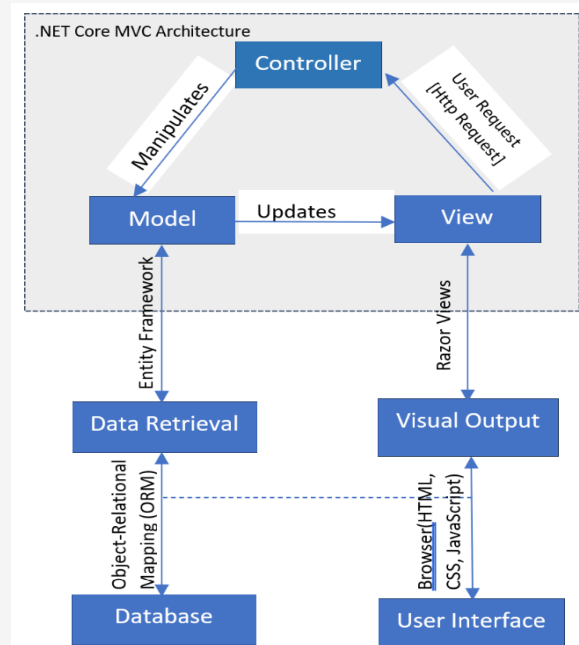 .NET Core MVC Architecture
Controller
Manipulates
User Request
[Http Request]
Model
Updates
View
Entity Framework
Razor Views
Data Retrieval
Visual Output
Object-Relational
Mapping (ORM)
Browser(HTML,
CSS, JavaScript)
Database
User Interface